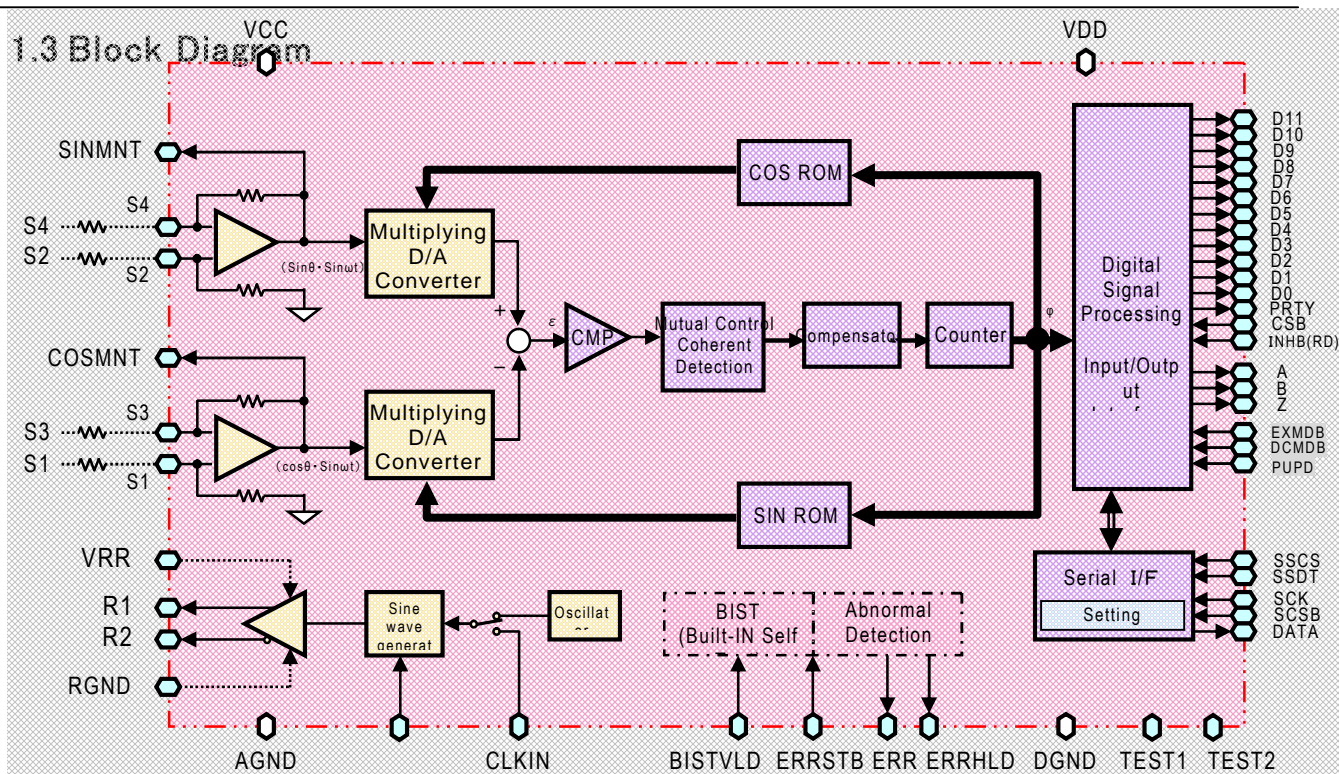 1.3 Block Diagram
VCC
VDD
SINMNT
S4
S4
S2
S2
(Sinθ･Sinωt)
Multiplying
D/A
Converter
COS ROM
COSMNT
S3
S3
S1
S1
(cosθ･Sinωt)
Multiplying
D/A
Converter
SIN ROM
+
−
ε
CMP
Mutual Control
Coherent
Detection
Compensato
Counter
φ
Digital
Signal
Processing
Input/Outp
ut
D11
D10
D9
D8
D7
D6
D5
D4
D3
D2
D1
D0
PRTY
CSB
INHB(RD)
A
B
Z
EXMDB
DCMDB
PUPD
VRR
R1
R2
RGND
Sine
wave
generat
Oscillat
or
BIST
(Built-IN Self
Abnormal
Detection
Serial I/F
Setting
SSCS
SSDT
SCK
SCSB
DATA
AGND
CLKIN
BISTVLD
ERRSTB
ERR
ERRHLD
DGND
TEST1
TEST2